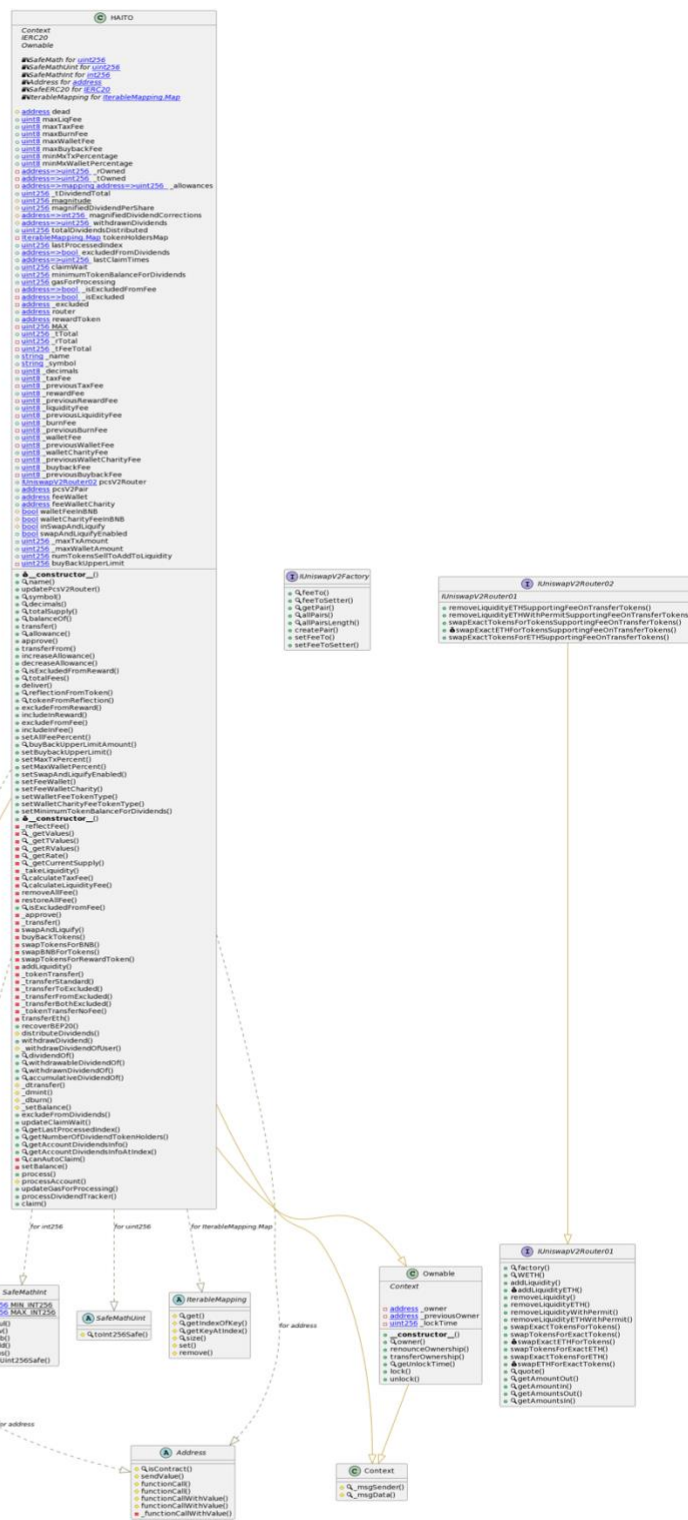 C HAITO
Context
IERC20
Ownable
SafeMath for uint256
SafeMathUint for uint256
SafeMathInt for int256
Address for address
SafeERC20 for IERC20
IterableMapping for IterableMapping.Map
address dead
uint8 maxLiqFee
uint8 maxTaxFee
uint8 maxBurnFee
uint8 maxWalletFee
uint8 maxBuybackFee
uint8 minMxTxPercentage
uint8 minMxWalletPercentage
address=>uint256 _rOwned
address=>uint256 _tOwned
address=>mapping address=>uint256 _allowances
uint256 _tDividendTotal
uint256 magnitude
uint256 magnifiedDividendPerShare
address=>int256 magnifiedDividendCorrections
address=>uint256 withdrawnDividends
uint256 totalDividendsDistributed
IterableMapping.Map tokenHoldersMap
uint256 lastProcessedIndex
address=>bool excludedFromDividends
address=>uint256 lastClaimTimes
uint256 claimWait
uint256 minimumTokenBalanceForDividends
uint256 gasForProcessing
address=>bool _isExcludedFromFee
address=>bool _isExcluded
address _excluded
address router
address rewardToken
uint256 MAX
uint256 _tTotal
uint256 _rTotal
uint256 _tFeeTotal
string _name
string _symbol
uint8 _decimals
uint8 _taxFee
uint8 _previousTaxFee
uint8 _rewardFee
uint8 _previousRewardFee
uint8 _liquidityFee
uint8 _previousLiquidityFee
uint8 _burnFee
uint8 _previousBurnFee
uint8 _walletFee
uint8 _previousWalletFee
uint8 _walletCharityFee
uint8 _previousWalletCharityFee
uint8 _buybackFee
uint8 _previousBuybackFee
IUniswapV2Router02 pcsV2Router
address pcsV2Pair
address feeWallet
address feeWalletCharity
bool walletFeeInBNB
bool walletCharityFeeInBNB
bool inSwapAndLiquify
bool swapAndLiquifyEnabled
uint256 _maxTxAmount
uint256 _maxWalletAmount
uint256 numTokensSellToAddToLiquidity
uint256 buyBackUpperLimit
__constructor__()
name()
updatePcsV2Router()
symbol()
decimals()
totalSupply()
balanceOf()
transfer()
allowance()
approve()
transferFrom()
increaseAllowance()
decreaseAllowance()
isExcludedFromReward()
totalFees()
deliver()
reflectionFromToken()
tokenFromReflection()
excludeFromReward()
includeInReward()
excludeFromFee()
includeInFee()
setAllFeePercent()
buyBackUpperLimitAmount()
setBuybackUpperLimit()
setMaxTxPercent()
setMaxWalletPercent()
setSwapAndLiquifyEnabled()
setFeeWallet()
setFeeWalletCharity()
setWalletFeeTokenType()
setWalletCharityFeeTokenType()
setMinimumTokenBalanceForDividends()
__constructor__()
_reflectFee()
_getValues()
_getTValues()
_getRValues()
_getRate()
_getCurrentSupply()
_takeLiquidity()
calculateTaxFee()
calculateLiquidityFee()
removeAllFee()
restoreAllFee()
isExcludedFromFee()
_approve()
_transfer()
swapAndLiquify()
buyBackTokens()
swapTokensForBNB()
swapBNBForTokens()
swapTokensForRewardToken()
addLiquidity()
_tokenTransfer()
_transferStandard()
_transferToExcluded()
_transferFromExcluded()
_transferBothExcluded()
_tokenTransferNoFee()
transferEth()
recoverBEP20()
distributeDividends()
withdrawDividend()
_withdrawDividendOfUser()
dividendOf()
withdrawableDividendOf()
withdrawnDividendOf()
accumulativeDividendOf()
_dtransfer()
_dmint()
_dburn()
_setBalance()
excludeFromDividends()
updateClaimWait()
getLastProcessedIndex()
getNumberOfDividendTokenHolders()
getAccountDividendsInfo()
getAccountDividendsInfoAtIndex()
canAutoClaim()
setBalance()
process()
processAccount()
updateGasForProcessing()
processDividendTracker()
claim()
I IUniswapV2Factory
feeTo()
feeToSetter()
getPair()
allPairs()
allPairsLength()
createPair()
setFeeTo()
setFeeToSetter()
I IUniswapV2Router02
IUniswapV2Router01
removeLiquidityETHSupportingFeeOnTransferTokens()
removeLiquidityETHWithPermitSupportingFeeOnTransferTokens
swapExactTokensForTokensSupportingFeeOnTransferTokens()
swapExactETHForTokensSupportingFeeOnTransferTokens()
swapExactTokensForETHSupportingFeeOnTransferTokens()
for int256
for uint256
for IterableMapping.Map
for address
SafeMathInt
56 MIN_INT256
56 MAX_INT256
ul()
v()
b()
d()
s()
Uint256Safe()
A SafeMathUint
toInt256Safe()
A IterableMapping
get()
getIndexOfKey()
getKeyAtIndex()
size()
set()
remove()
C Ownable
Context
address _owner
address _previousOwner
uint256 _lockTime
__constructor__()
owner()
renounceOwnership()
transferOwnership()
geUnlockTime()
lock()
unlock()
I IUniswapV2Router01
factory()
WETH()
addLiquidity()
addLiquidityETH()
removeLiquidity()
removeLiquidityETH()
removeLiquidityWithPermit()
removeLiquidityETHWithPermit()
swapExactTokensForTokens()
swapTokensForExactTokens()
swapExactETHForTokens()
swapTokensForExactETH()
swapExactTokensForETH()
swapETHForExactTokens()
quote()
getAmountOut()
getAmountIn()
getAmountsOut()
getAmountsIn()
or address
A Address
isContract()
sendValue()
functionCall()
functionCall()
functionCallWithValue()
functionCallWithValue()
_functionCallWithValue()
C Context
_msgSender()
_msgData()